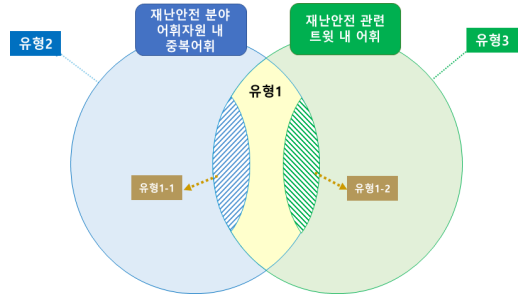 재난안전 분야
어휘자원 내
중복어휘
재난안전 관련
트윗 내 어휘
유형2
유형3
유형1
유형1-1
유형1-2